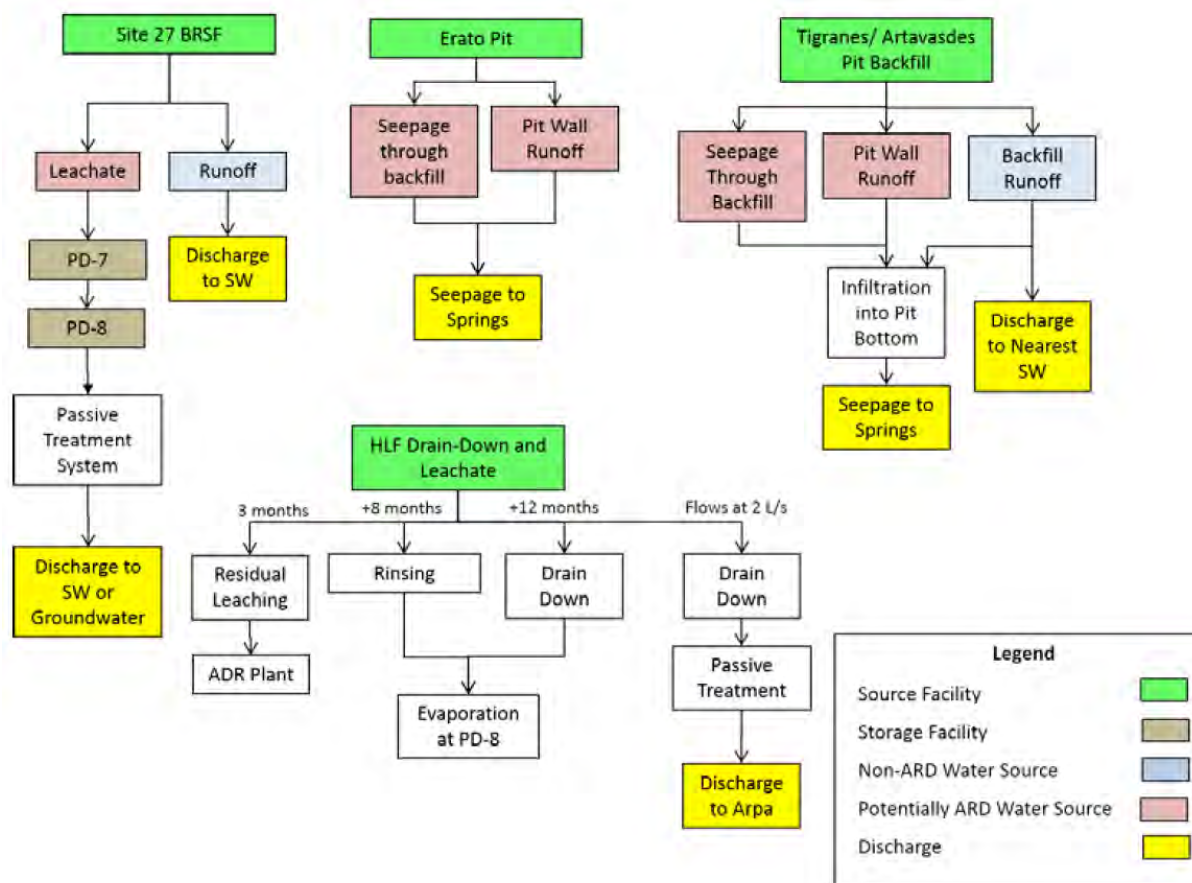 Site 27 BRSF
Leachate
Runoff
PD-7
PD-8
Discharge
to SW
Passive
Treatment
System
Discharge to
SW or
Groundwater
Erato Pit
Seepage
through
backfill
Pit Wall
Runoff
Seepage to
Springs
Tigranes/ Artavasdes
Pit Backfill
Seepage
Through
Backfill
Pit Wall
Runoff
Backfill
Runoff
Infiltration
into Pit
Bottom
Discharge
to Nearest
SW
Seepage to
Springs
HLF Drain-Down and
Leachate
3 months
+8 months
+12 months
Flows at 2 L/s
Residual
Leaching
Rinsing
Drain
Down
Drain
Down
ADR Plant
Evaporation
at PD-8
Passive
Treatment
Discharge
to Arpa
Legend
Source Facility
Storage Facility
Non-ARD Water Source
Potentially ARD Water Source
Discharge